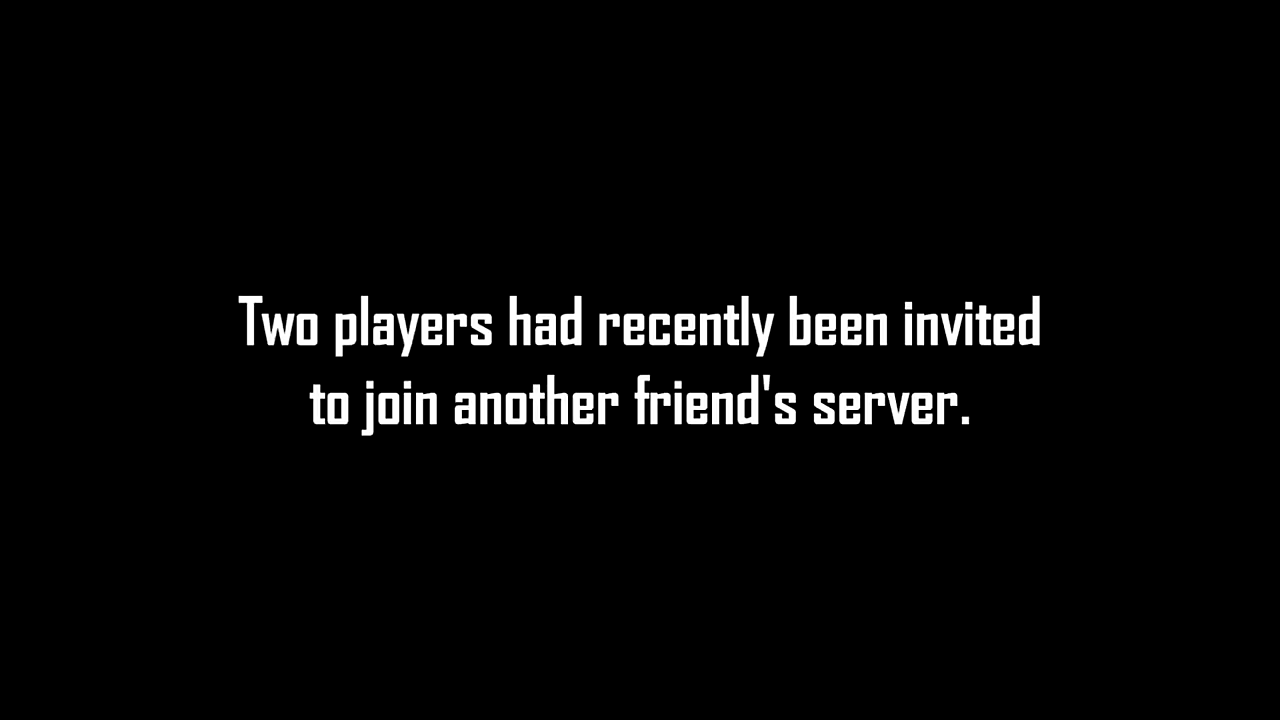 Two players had recently been invited
to join another friend's server.